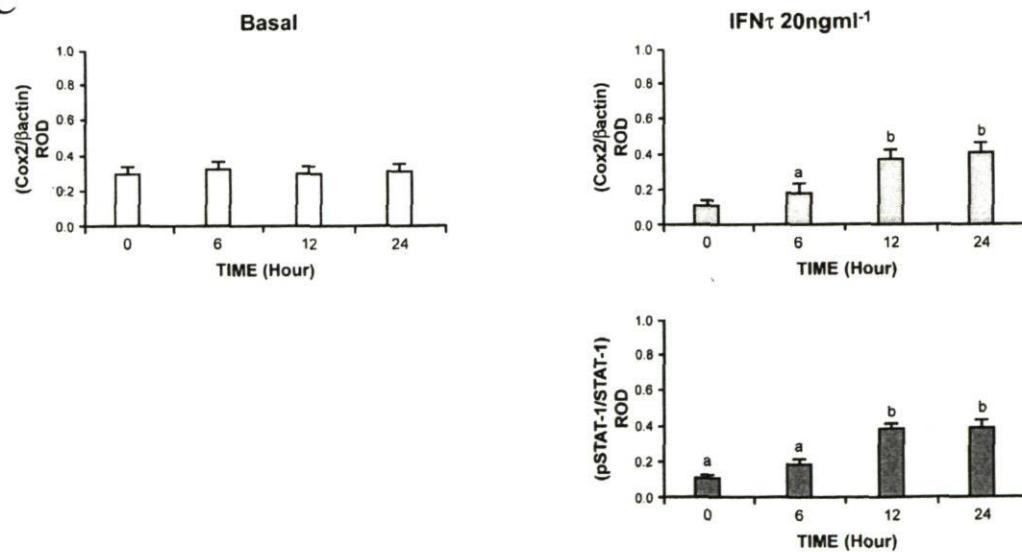 C
Basal
(Cox2/βactin)
ROD
1.0
0.8
0.6
0.4
0.2
0.0
0 6 12 24
TIME (Hour)
IFNτ 20ngml-1
(Cox2/βactin)
ROD
1.0
0.8
0.6
0.4
0.2
0.0
a b b
0 6 12 24
TIME (Hour)
(pSTAT-1/STAT-1)
ROD
1.0
0.8
0.6
0.4
0.2
0.0
a a b b
0 6 12 24
TIME (Hour)